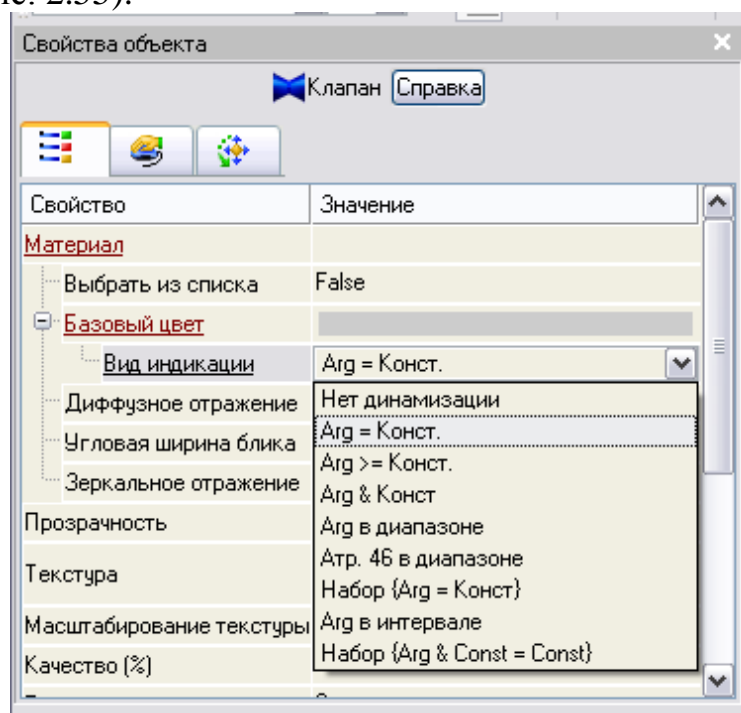 2.33).
Свойства объекта
Клапан Справка
Свойство Значение
Материал
Выбрать из списка False
Базовый цвет
Вид индикации Arg = Конст.
Нет динамизации
Диффузное отражение
Arg = Конст.
Угловая ширина блика
Arg >= Конст.
Зеркальное отражение
Arg & Конст
Прозрачность
Arg в диапазоне
Атр. 46 в диапазоне
Текстура
Набор {Arg = Конст}
Масштабирование текстуры
Arg в интервале
Качество (%)
Набор {Arg & Const = Const}